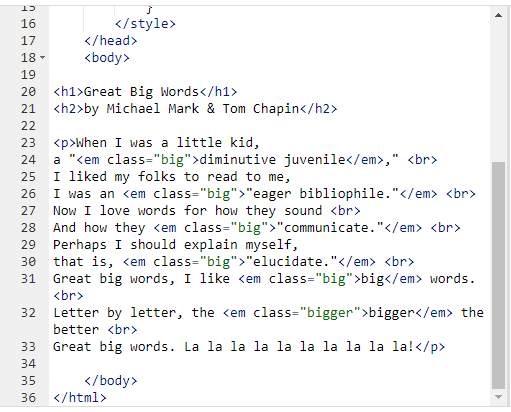 15 }
16 </style>
17 </head>
18 <body>
19
20 <h1>Great Big Words</h1>
21 <h2>by Michael Mark & Tom Chapin</h2>
22
23 <p>When I was a little kid,
24 a "<em class="big">diminutive juvenile</em>," <br>
25 I liked my folks to read to me,
26 I was an <em class="big">"eager bibliophile."</em> <br>
27 Now I love words for how they sound <br>
28 And how they <em class="big">"communicate."</em> <br>
29 Perhaps I should explain myself,
30 that is, <em class="big">"elucidate."</em> <br>
31 Great big words, I like <em class="big">big</em> words.
<br>
32 Letter by letter, the <em class="bigger">bigger</em> the
better <br>
33 Great big words. La la la la la la la la la la!</p>
34
35 </body>
36 </html>